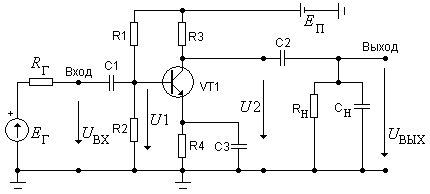 EП
R1
R3
C2
Выход
RГ
Вход
C1
VT1
+
EГ
UВХ
R2
U1
R4
C3
U2
RН
CН
UВЫХ